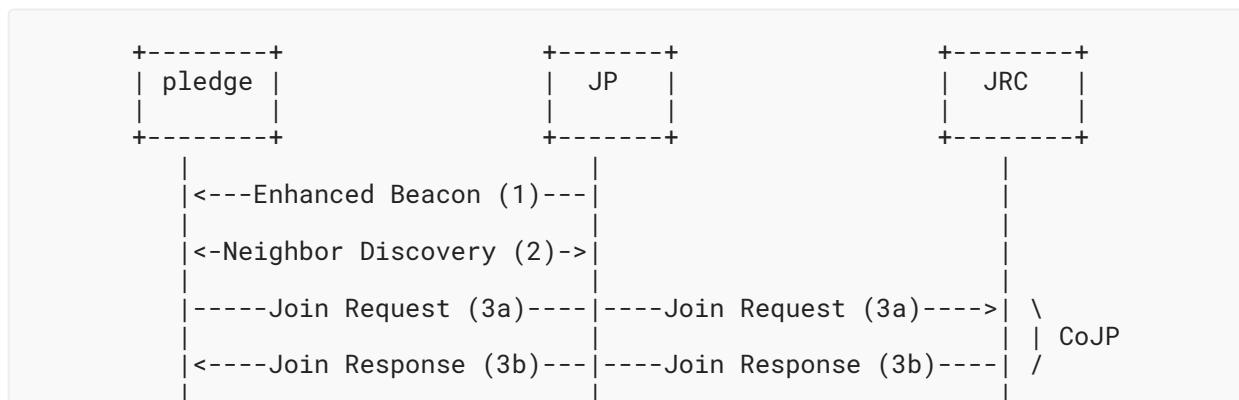 +--------+                 +-------+                 +--------+
| pledge |                 |  JP   |                 |  JRC   |
|        |                 |       |                 |        |
+--------+                 +-------+                 +--------+
   |                          |                          |
   |<---Enhanced Beacon (1)---|                          |
   |                          |                          |
   |<-Neighbor Discovery (2)->|                          |
   |                          |                          |
   |-----Join Request (3a)----|----Join Request (3a)---->| \
   |                          |                          | | CoJP
   |<----Join Response (3b)---|----Join Response (3b)----| /
   |                          |                          |